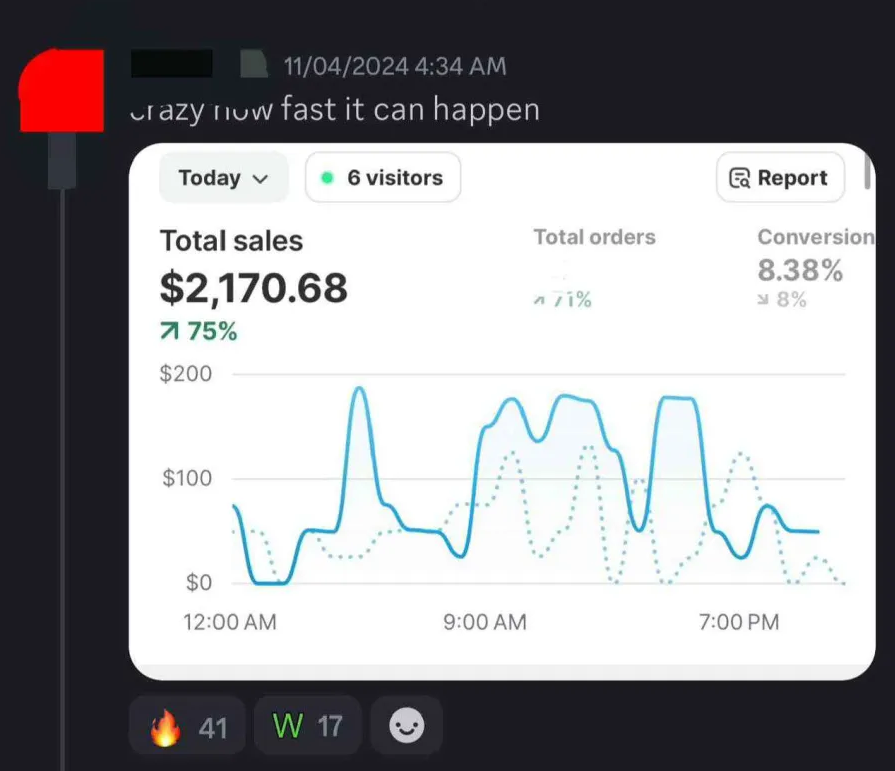 11/04/2024 4:34 AM
crazy how fast it can happen
Today
6 visitors
Report
Total sales
Total orders
Conversion
$2,170.68
8.38%
75%
71%
8%
$200
$100
$0
12:00 AM
9:00 AM
7:00 PM
41
W 17